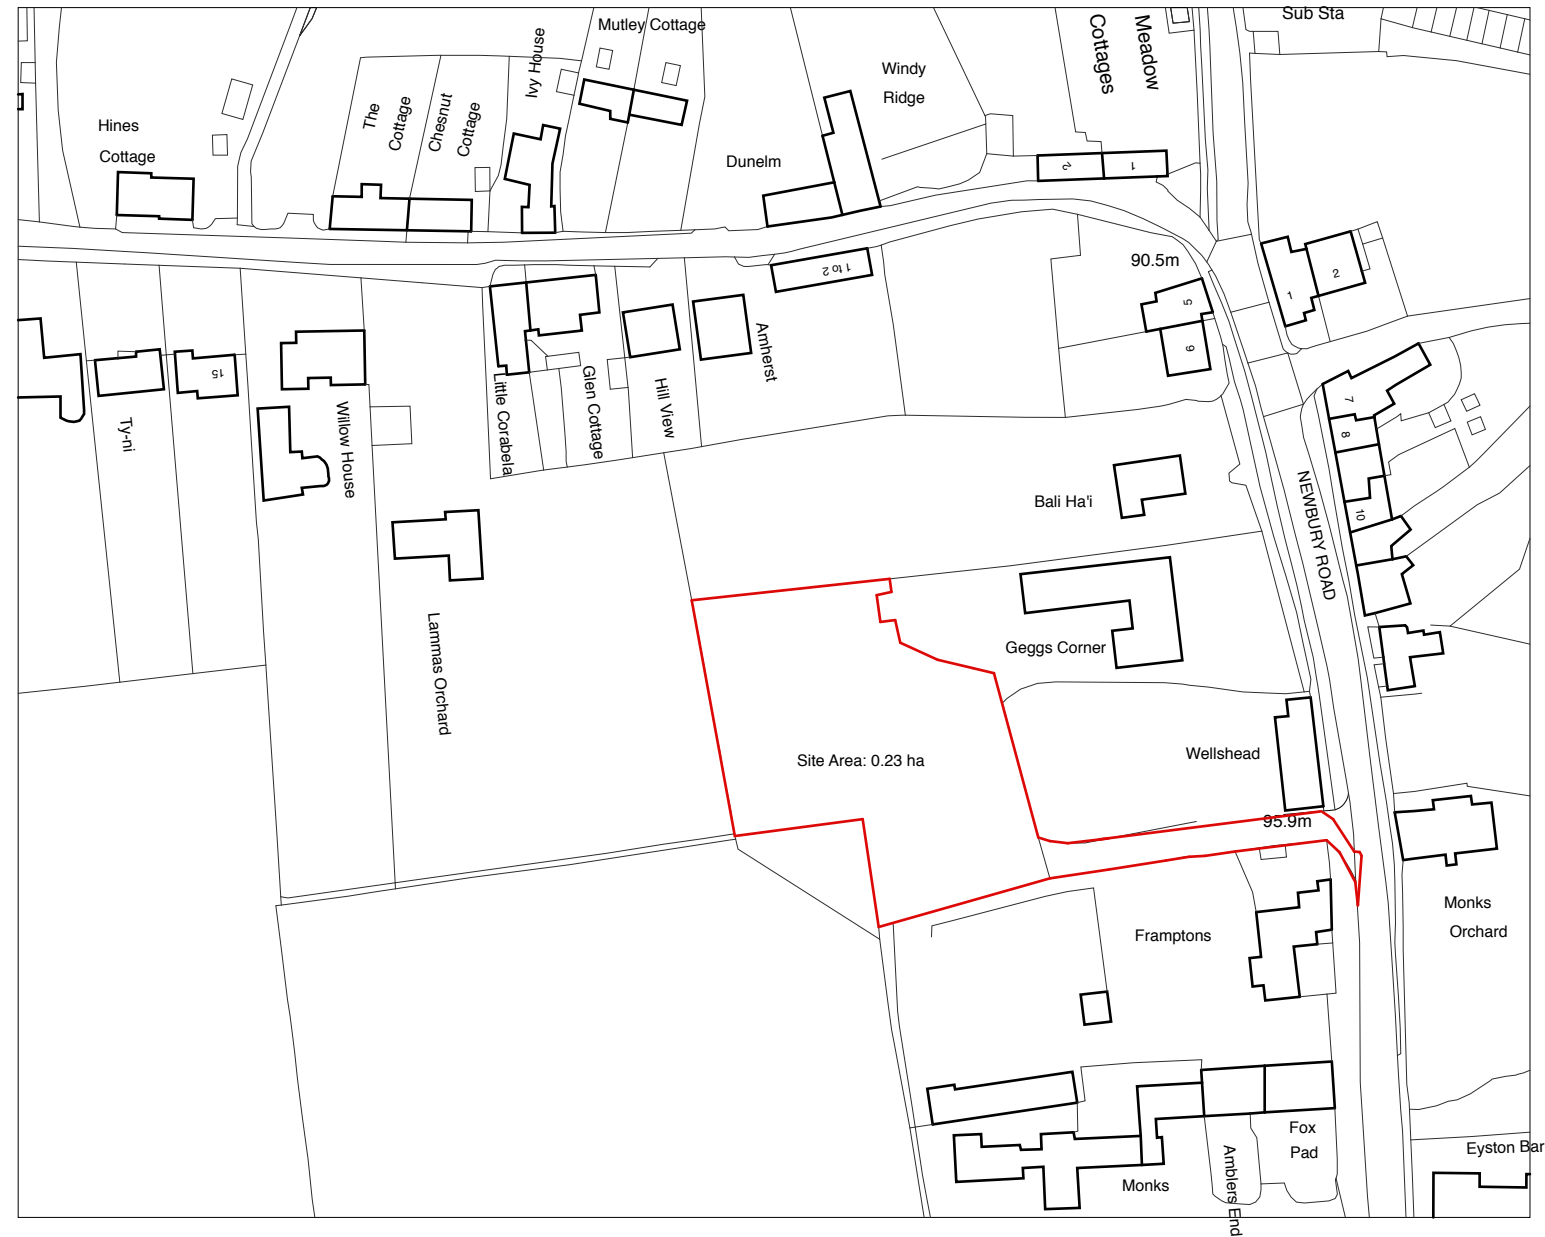 Sub Sta
Mutley Cottage
Meadow
Cottages
Ivy House
Windy
Ridge
The
Cottage
Chesnut
Cottage
Hines
Cottage
Dunelm
2
1
90.5m
1 to 2
5
6
1
2
Amherst
Hill View
Glen Cottage
Little Corabela
15
Ty-ni
Willow House
7
8
10
NEWBURY ROAD
Bali Ha'i
Lammas Orchard
Geggs Corner
Site Area: 0.23 ha
Wellshead
95.9m
Monks
Orchard
Framptons
Fox
Pad
Amblers End
Monks
Eyston Bar